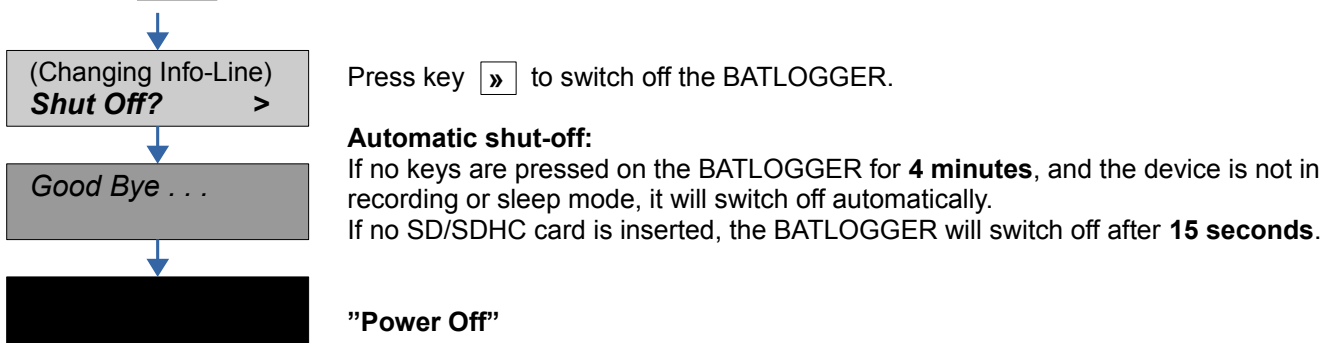 (Changing Info-Line)
Shut Off? >
Press key » to switch off the BATLOGGER.
Automatic shut-off:
If no keys are pressed on the BATLOGGER for 4 minutes, and the device is not in
recording or sleep mode, it will switch off automatically.
If no SD/SDHC card is inserted, the BATLOGGER will switch off after 15 seconds.
Good Bye . . .
”Power Off”